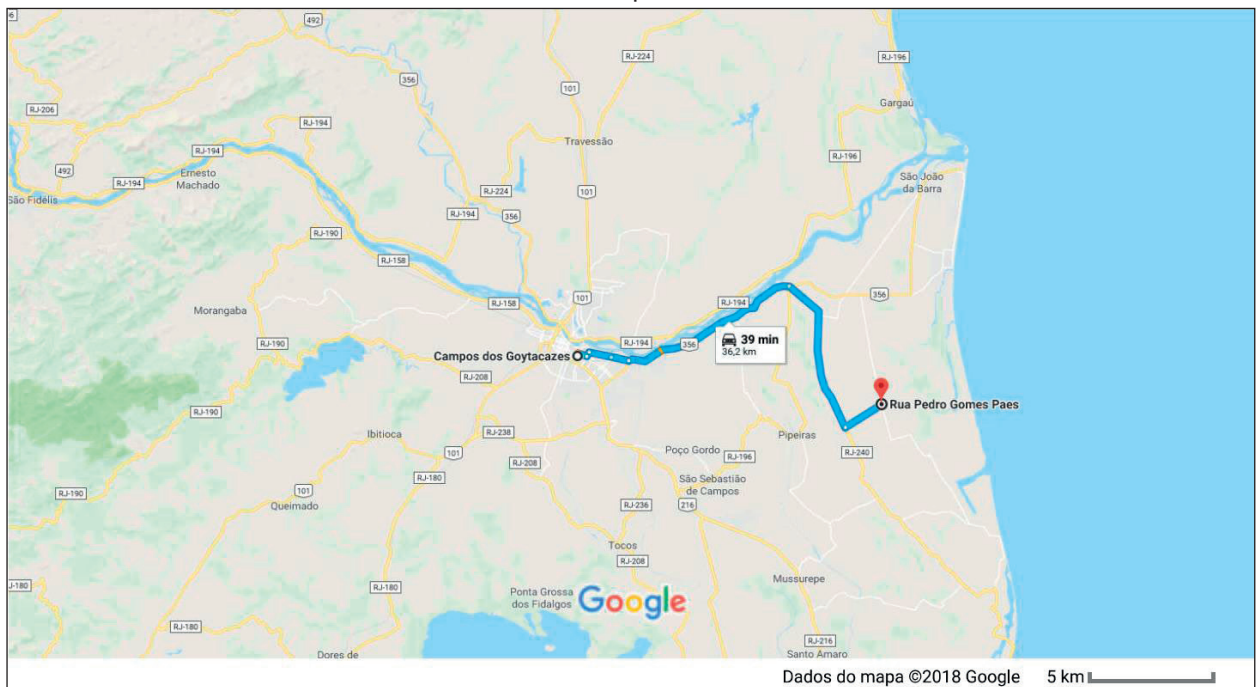 492
RJ-224
RJ-196
356
101
Gargaú
RJ-206
RJ-194
Travessão
RJ-194
RJ-196
492
Ernesto
Machado
São João
da Barra
RJ-194
RJ-224
101
São Fidélis
RJ-194
356
RJ-190
RJ-158
356
101
RJ-158
RJ-194
Morangaba
RJ-194
356
39 min
36,2 km
RJ-190
Campos dos Goytacazes
RJ-208
Rua Pedro Gomes Paes
RJ-190
Ibitioca
RJ-238
Pipeiras
101
Poço Gordo
RJ-196
RJ-240
RJ-208
RJ-180
São Sebastião
de Campos
RJ-190
101
Queimado
RJ-236
216
Tocos
RJ-208
Mussurepe
J-180
RJ-180
Ponta Grossa
dos Fidalgos
Google
RJ-180
RJ-216
Dores de
Santo Amaro
Dados do mapa ©2018 Google 5 km